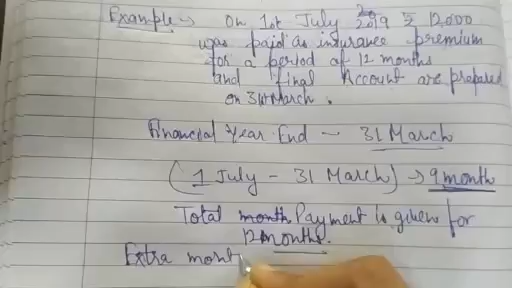 Example → On 1st July 2019 ₹ 12,000
was paid as insurance premium
for a period of 12 months
and final Account are prepared
on 31st March.
Financial Year End - 31 March
(1 July - 31 March) → 9 month
Total month Payment is given for
12 months.
Extra mont